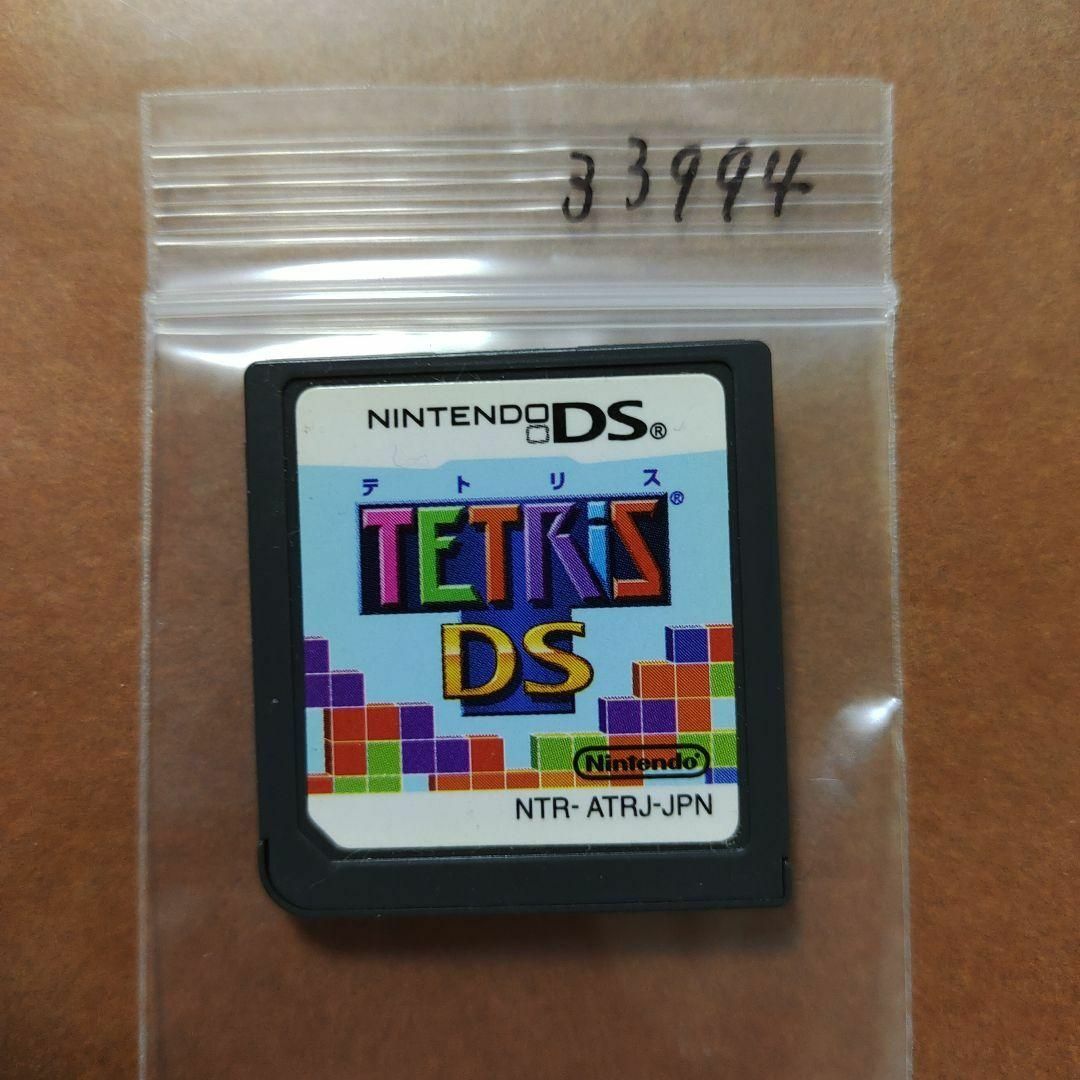 33994
NINTENDO DS®
テトリス
TETRiS®
DS
Nintendo®
NTR- ATRJ-JPN